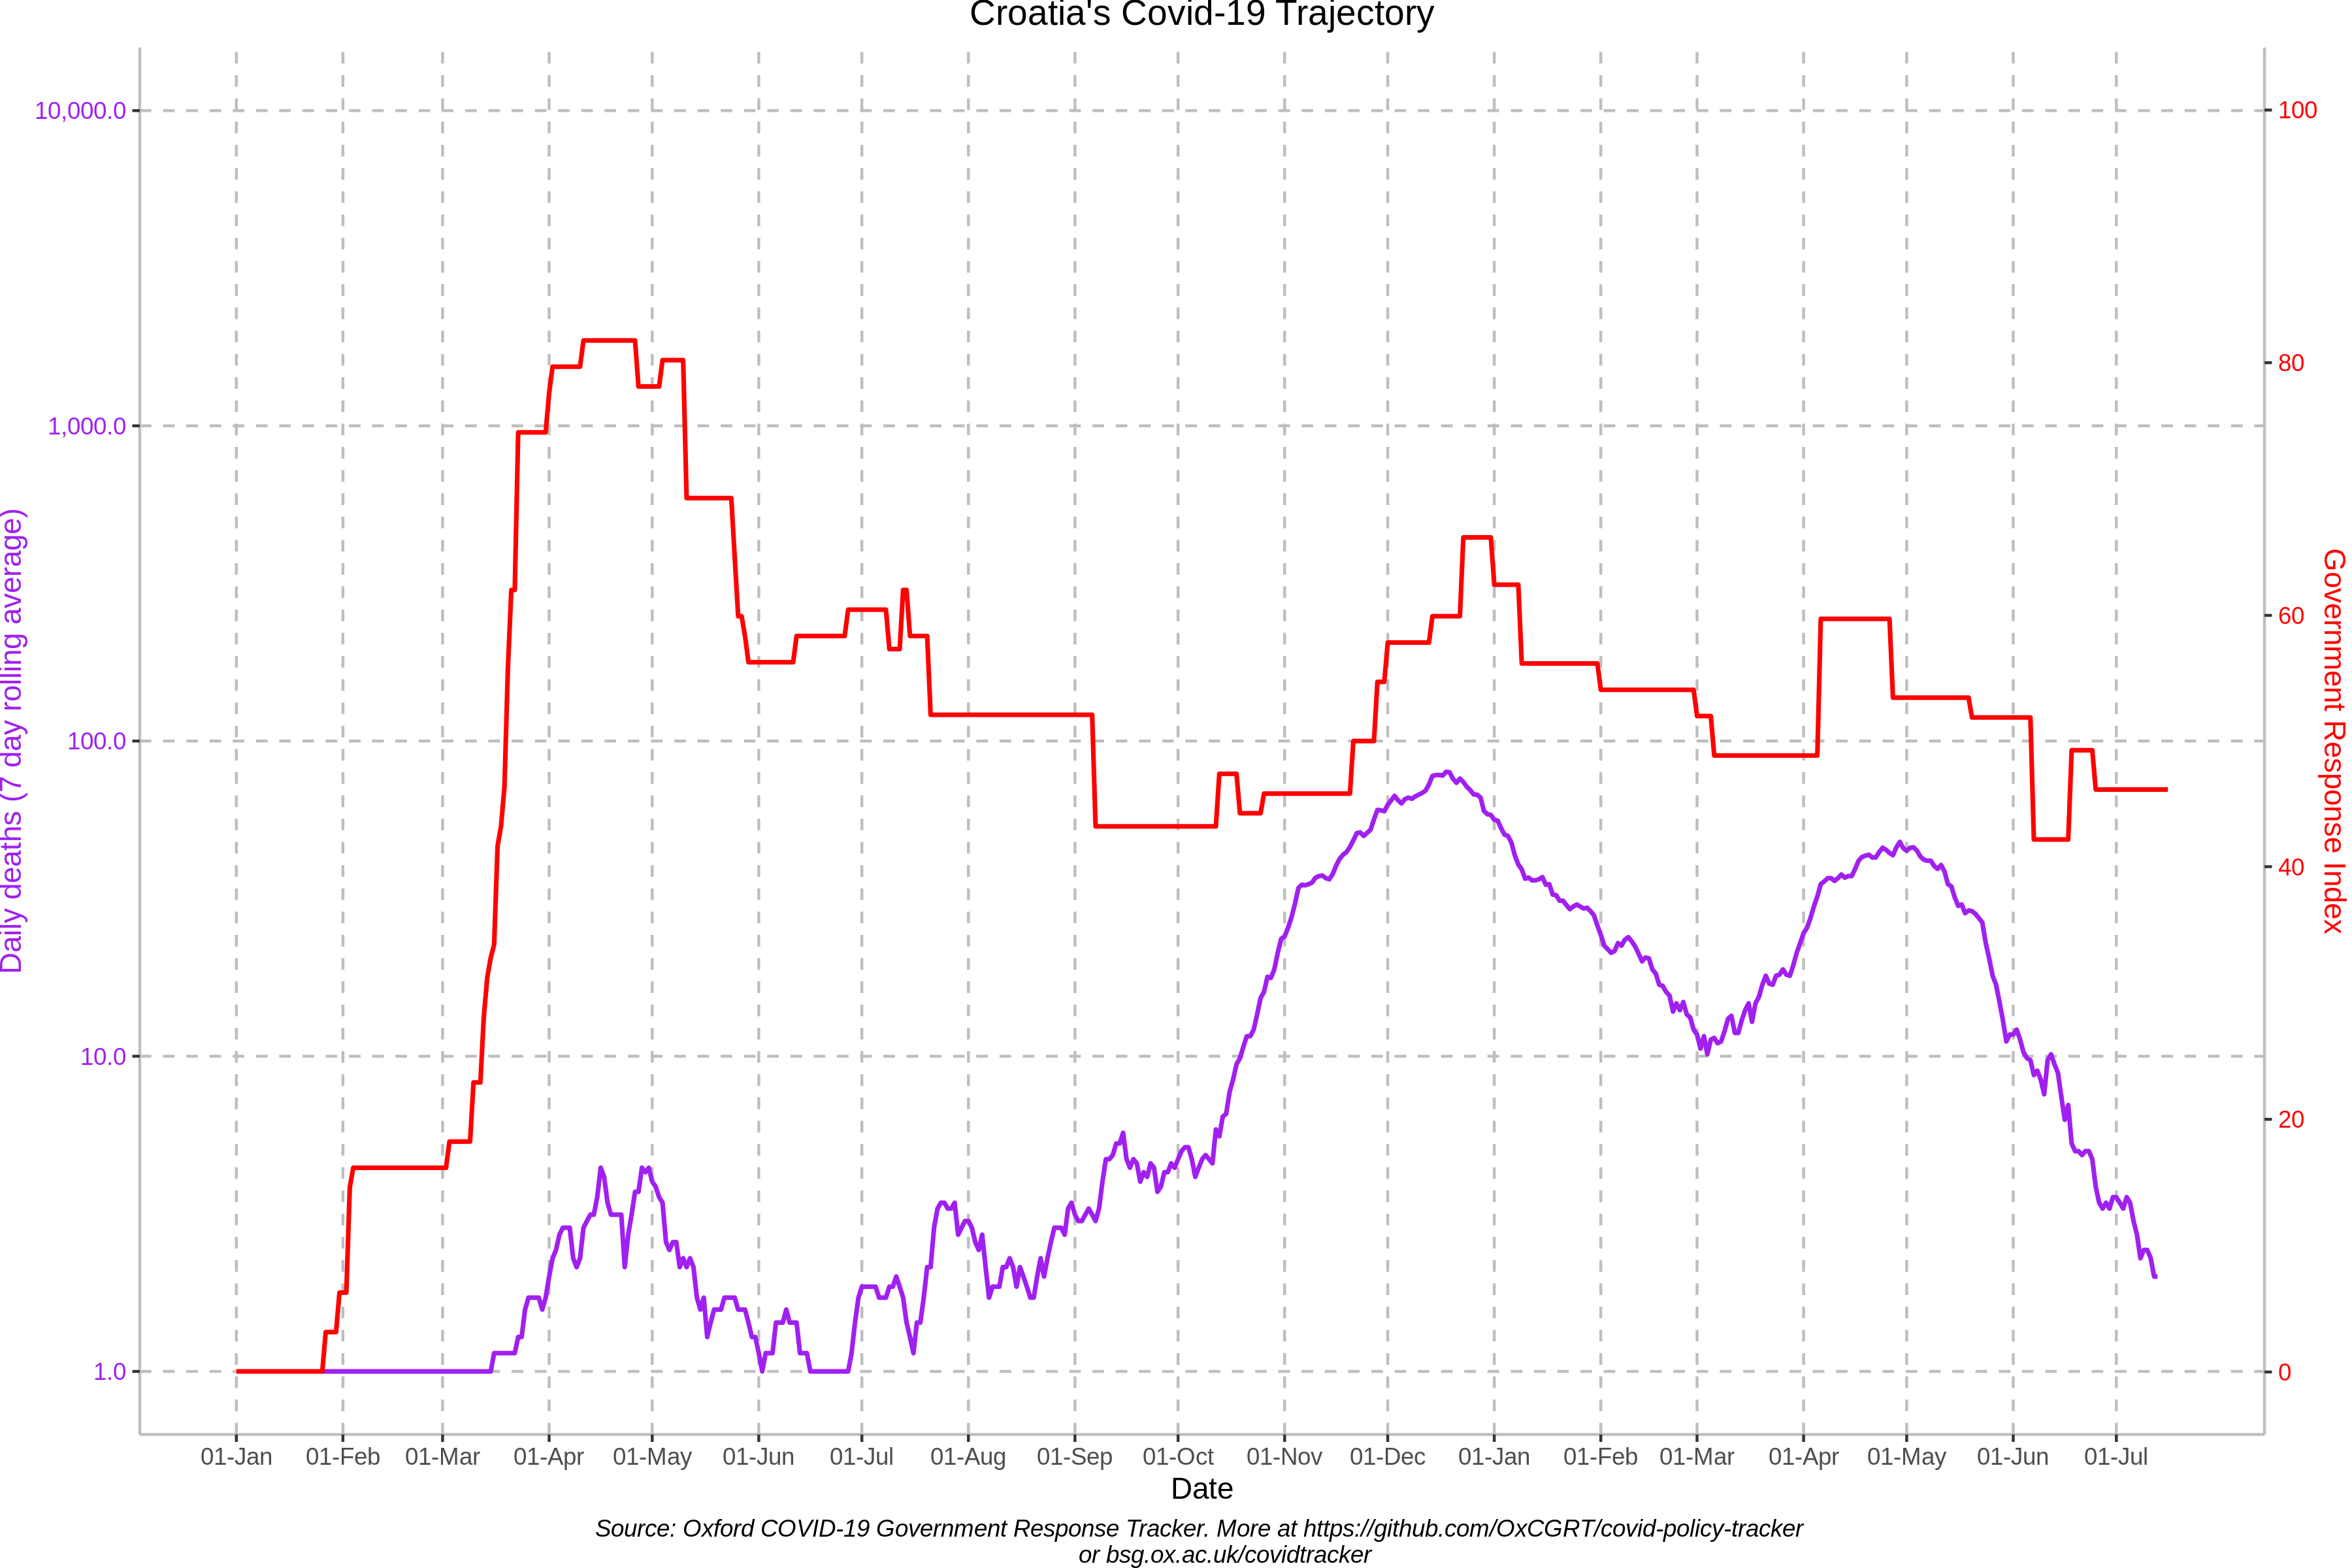 Croatia's Covid-19 Trajectory
10,000.0
1,000.0
100.0
10.0
1.0
Daily deaths (7 day rolling average)
100
80
60
40
20
0
Government Response Index
01-Jan 01-Feb 01-Mar 01-Apr 01-May 01-Jun 01-Jul 01-Aug 01-Sep 01-Oct 01-Nov 01-Dec 01-Jan 01-Feb 01-Mar 01-Apr 01-May 01-Jun 01-Jul
Date
Source: Oxford COVID-19 Government Response Tracker. More at https://github.com/OxCGRT/covid-policy-tracker
or bsg.ox.ac.uk/covidtracker